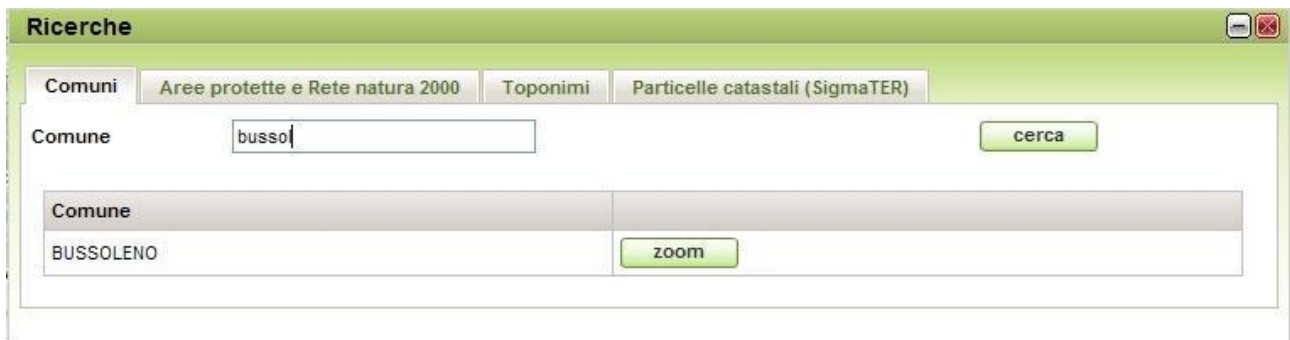 Ricerche
Comuni Aree protette e Rete natura 2000 Toponimi Particelle catastali (SigmaTER)
Comune bussol cerca
Comune
BUSSOLENO zoom